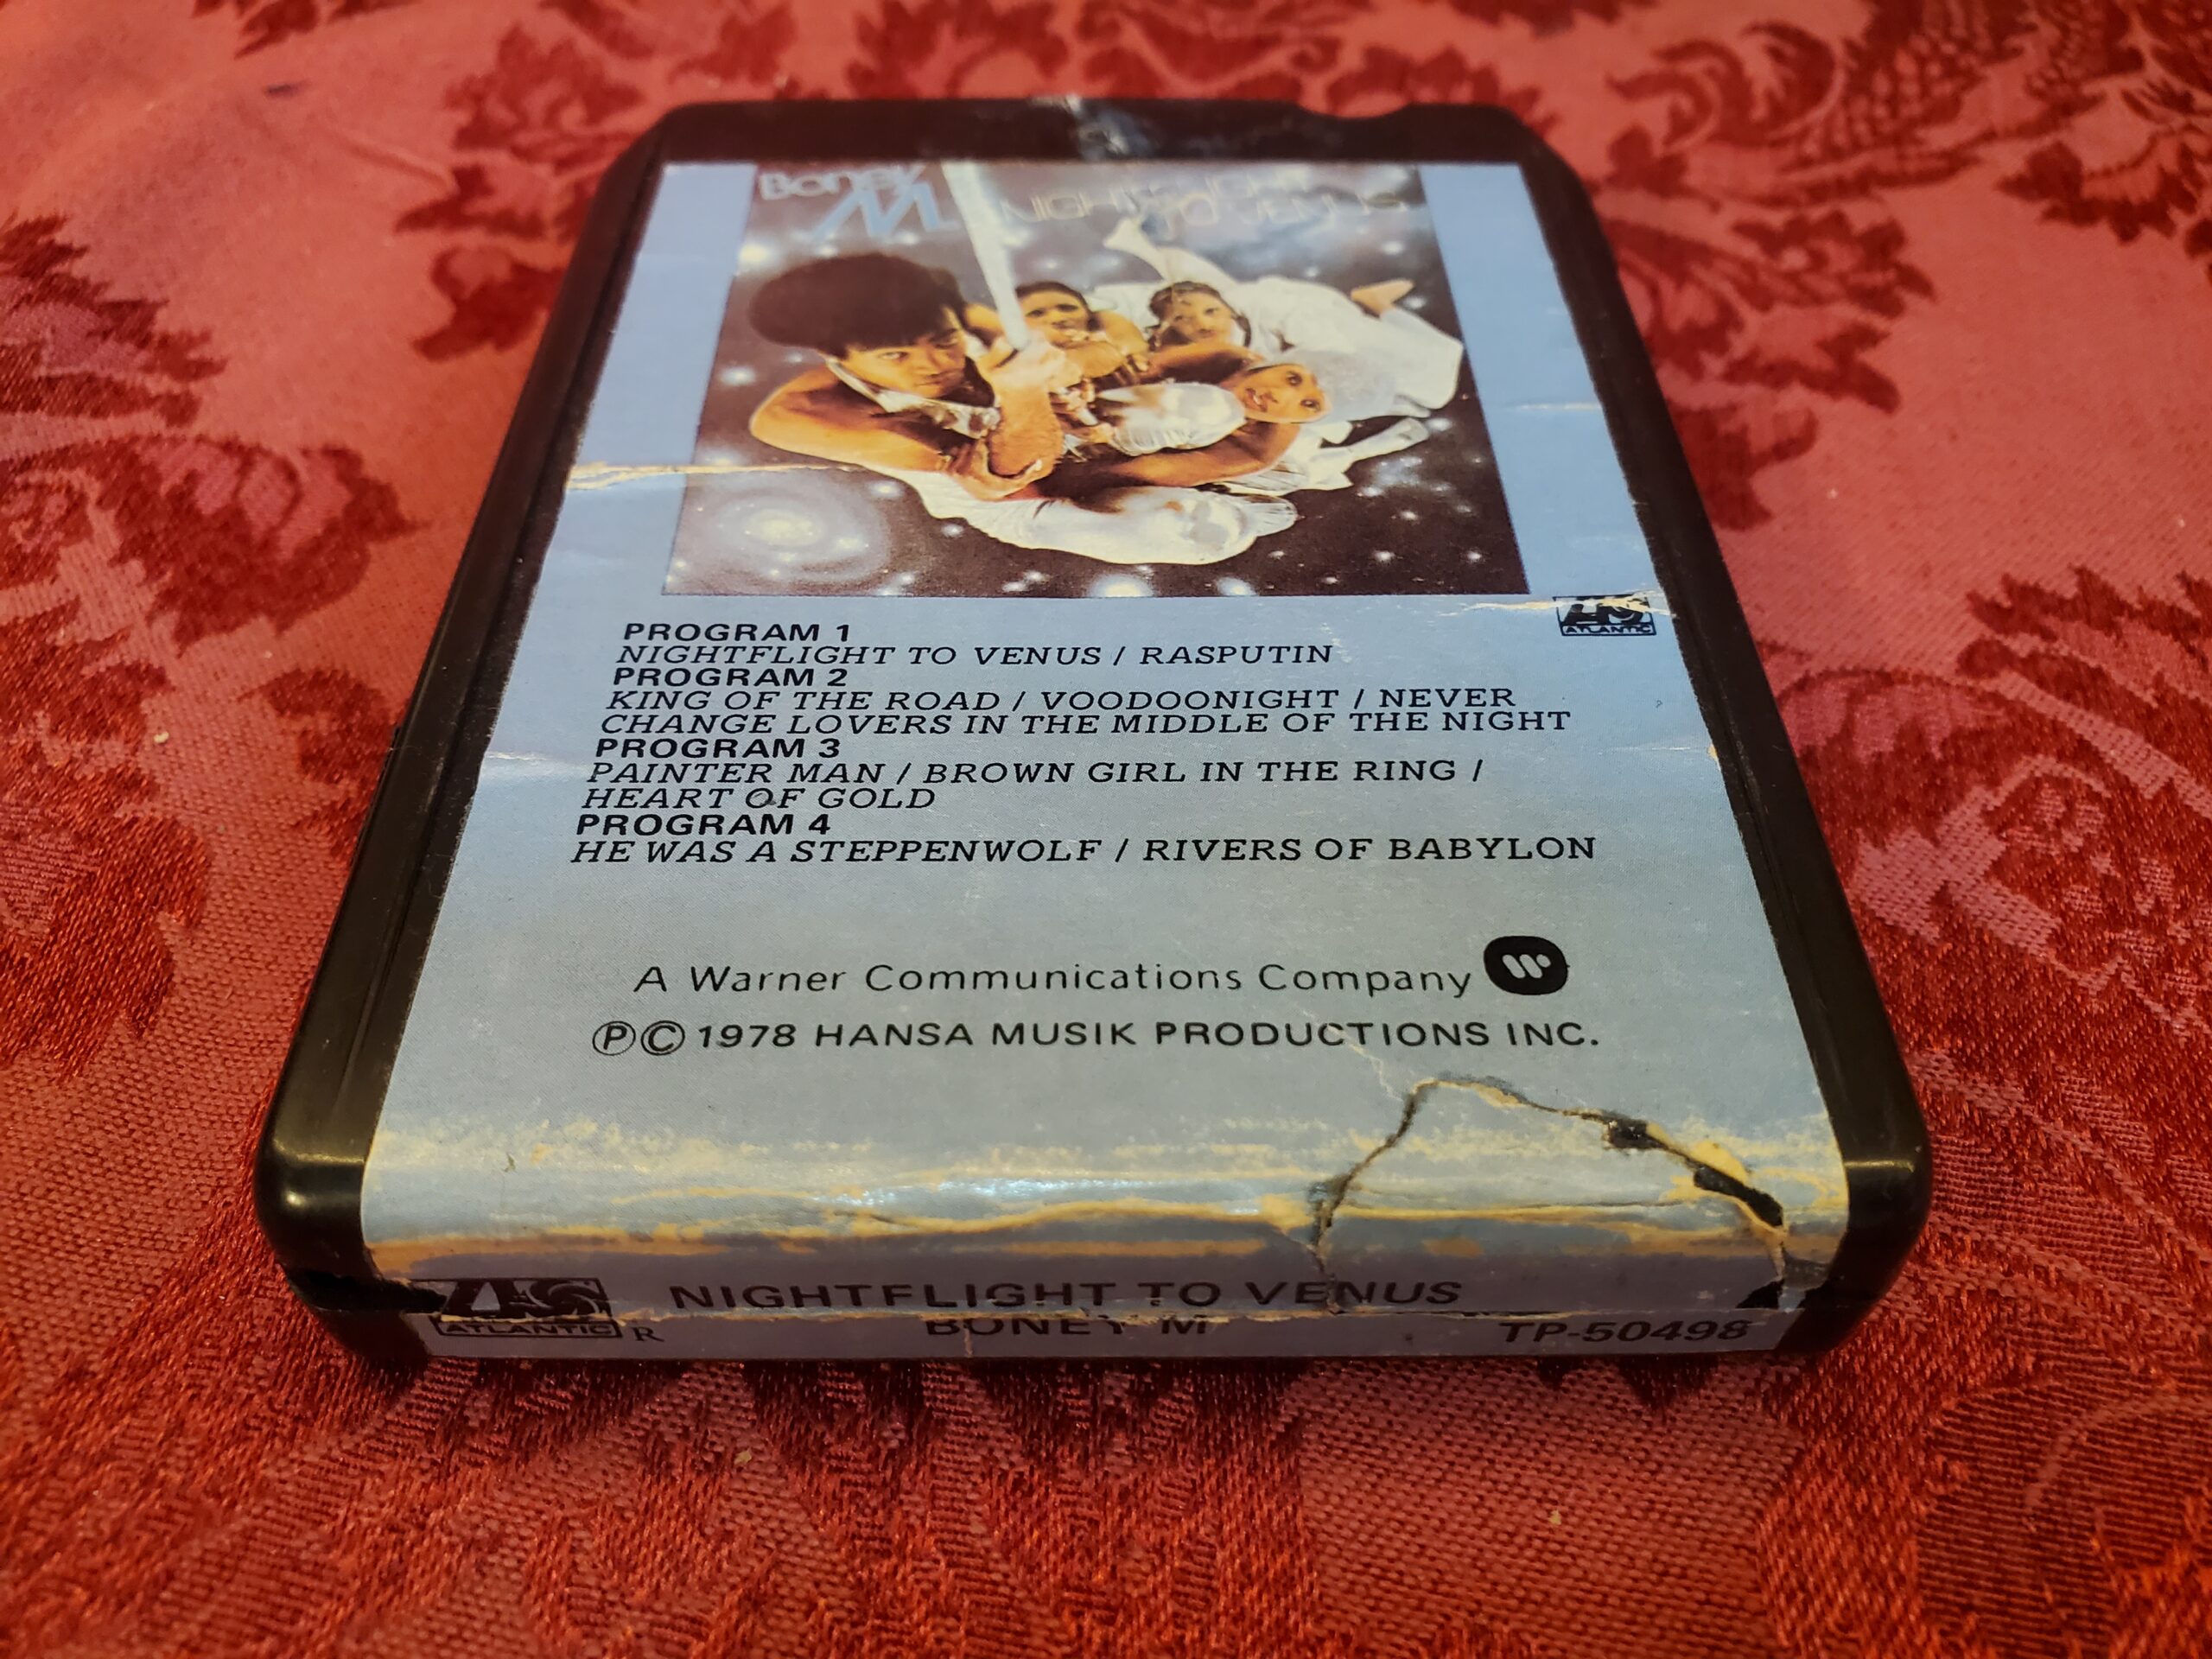 Boney M. NIGHTFLIGHT TO VENUS
PROGRAM 1
NIGHTFLIGHT TO VENUS / RASPUTIN
PROGRAM 2
KING OF THE ROAD / VOODOONIGHT / NEVER
CHANGE LOVERS IN THE MIDDLE OF THE NIGHT
PROGRAM 3
PAINTER MAN / BROWN GIRL IN THE RING /
HEART OF GOLD
PROGRAM 4
HE WAS A STEPPENWOLF / RIVERS OF BABYLON
ATLANTIC
A Warner Communications Company
Ⓟ©1978 HANSA MUSIK PRODUCTIONS INC.
NIGHTFLIGHT TO VENUS
ATLANTIC R BONEY M TP-50498